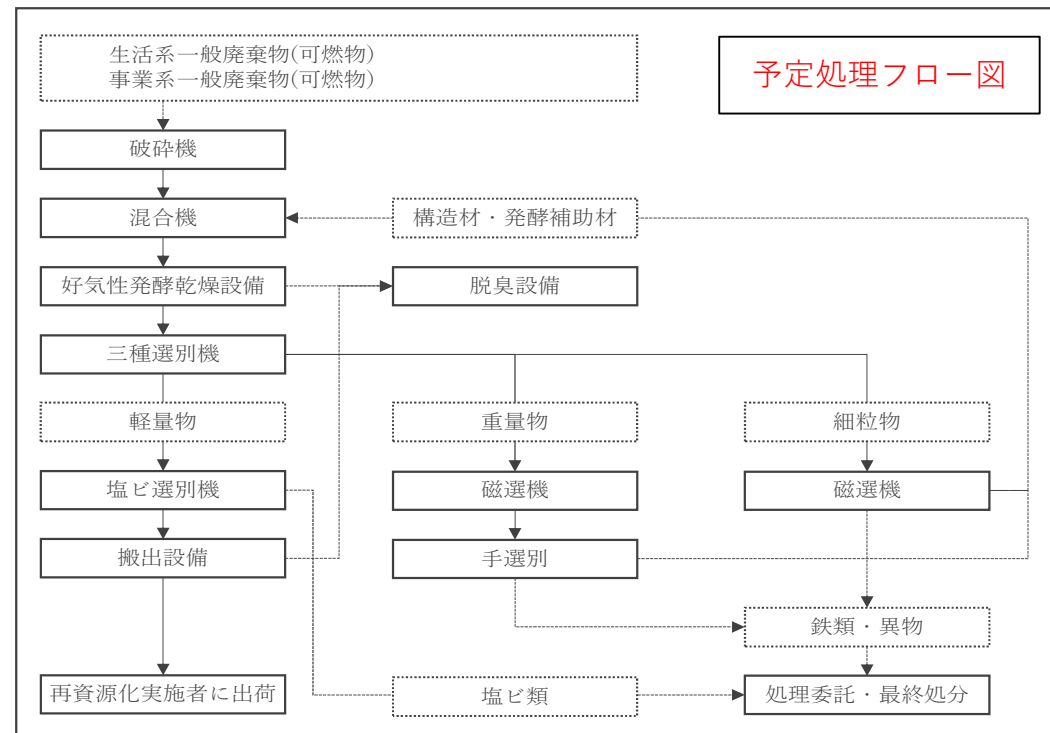 生活系一般廃棄物(可燃物)
事業系一般廃棄物(可燃物)
予定処理フロー図
破砕機
混合機
構造材・発酵補助材
好気性発酵乾燥設備
脱臭設備
三種選別機
軽量物
重量物
細粒物
塩ビ選別機
磁選機
磁選機
搬出設備
手選別
鉄類・異物
再資源化実施者に出荷
塩ビ類
処理委託・最終処分